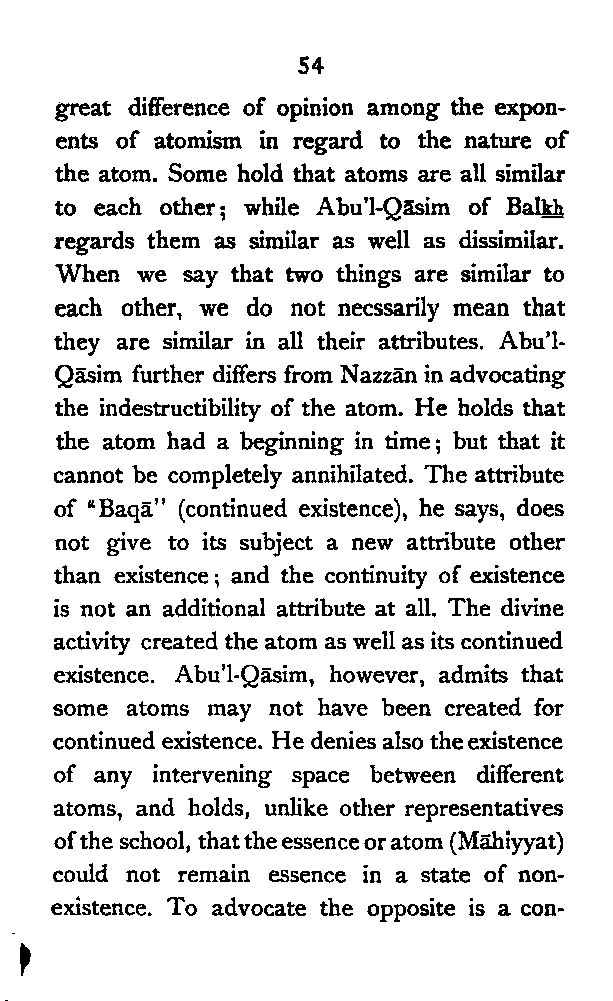 54
great difference of opinion among the expon-
ents of atomism in regard to the nature of
the atom. Some hold that atoms are all similar
to each other; while Abu'l-Qāsim of Balkh
regards them as similar as well as dissimilar.
When we say that two things are similar to
each other, we do not necssarily mean that
they are similar in all their attributes. Abu'l-
Qāsim further differs from Nazzān in advocating
the indestructibility of the atom. He holds that
the atom had a beginning in time; but that it
cannot be completely annihilated. The attribute
of "Baqā" (continued existence), he says, does
not give to its subject a new attribute other
than existence; and the continuity of existence
is not an additional attribute at all. The divine
activity created the atom as well as its continued
existence. Abu'l-Qāsim, however, admits that
some atoms may not have been created for
continued existence. He denies also the existence
of any intervening space between different
atoms, and holds, unlike other representatives
of the school, that the essence or atom (Māhiyyat)
could not remain essence in a state of non-
existence. To advocate the opposite is a con-